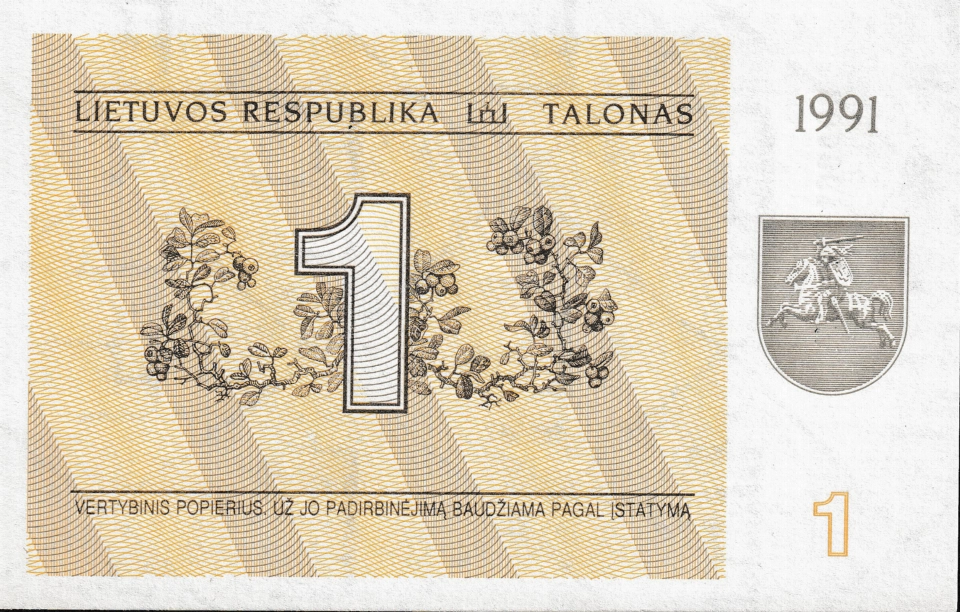 LIETUVOS RESPUBLIKA TALONAS
1991
1
VERTYBINIS POPIERIUS, UŽ JO PADIRBINĖJIMĄ BAUDŽIAMA PAGAL ĮSTATYMĄ
1